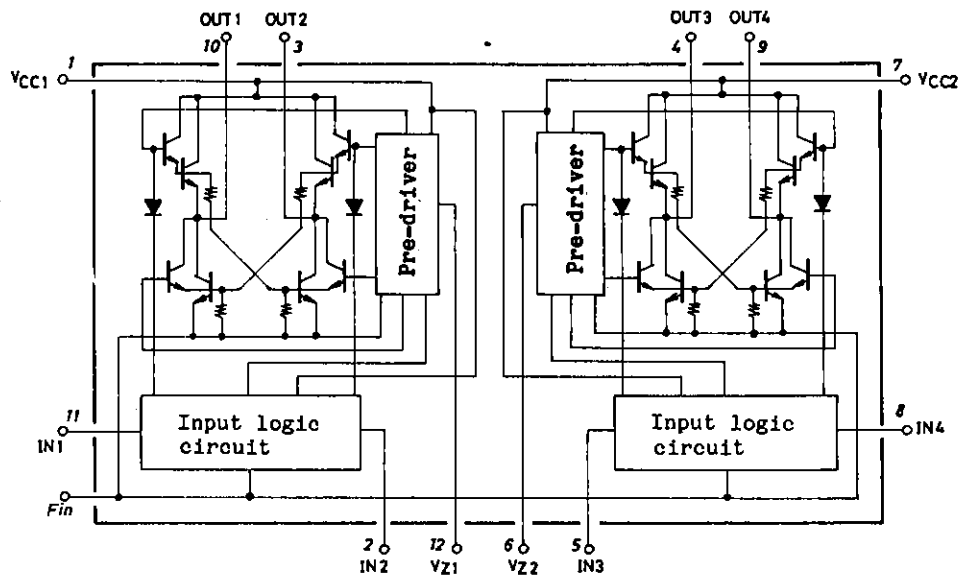 OUT1 OUT2 OUT3 OUT4
10 3 4 9
1 7
VCC1 VCC2
Pre-driver Pre-driver
11 Input logic circuit Input logic circuit 8
IN1 IN4
Fin
2 12 6 5
IN2 VZ1 VZ2 IN3